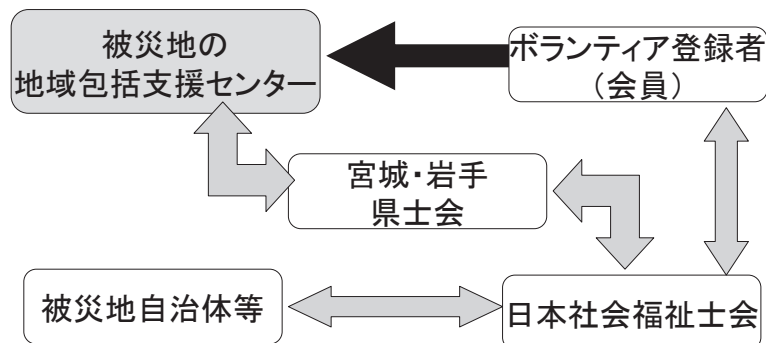 被災地の
地域包括支援センター
ボランティア登録者
（会員）
宮城・岩手
県士会
被災地自治体等
日本社会福祉士会